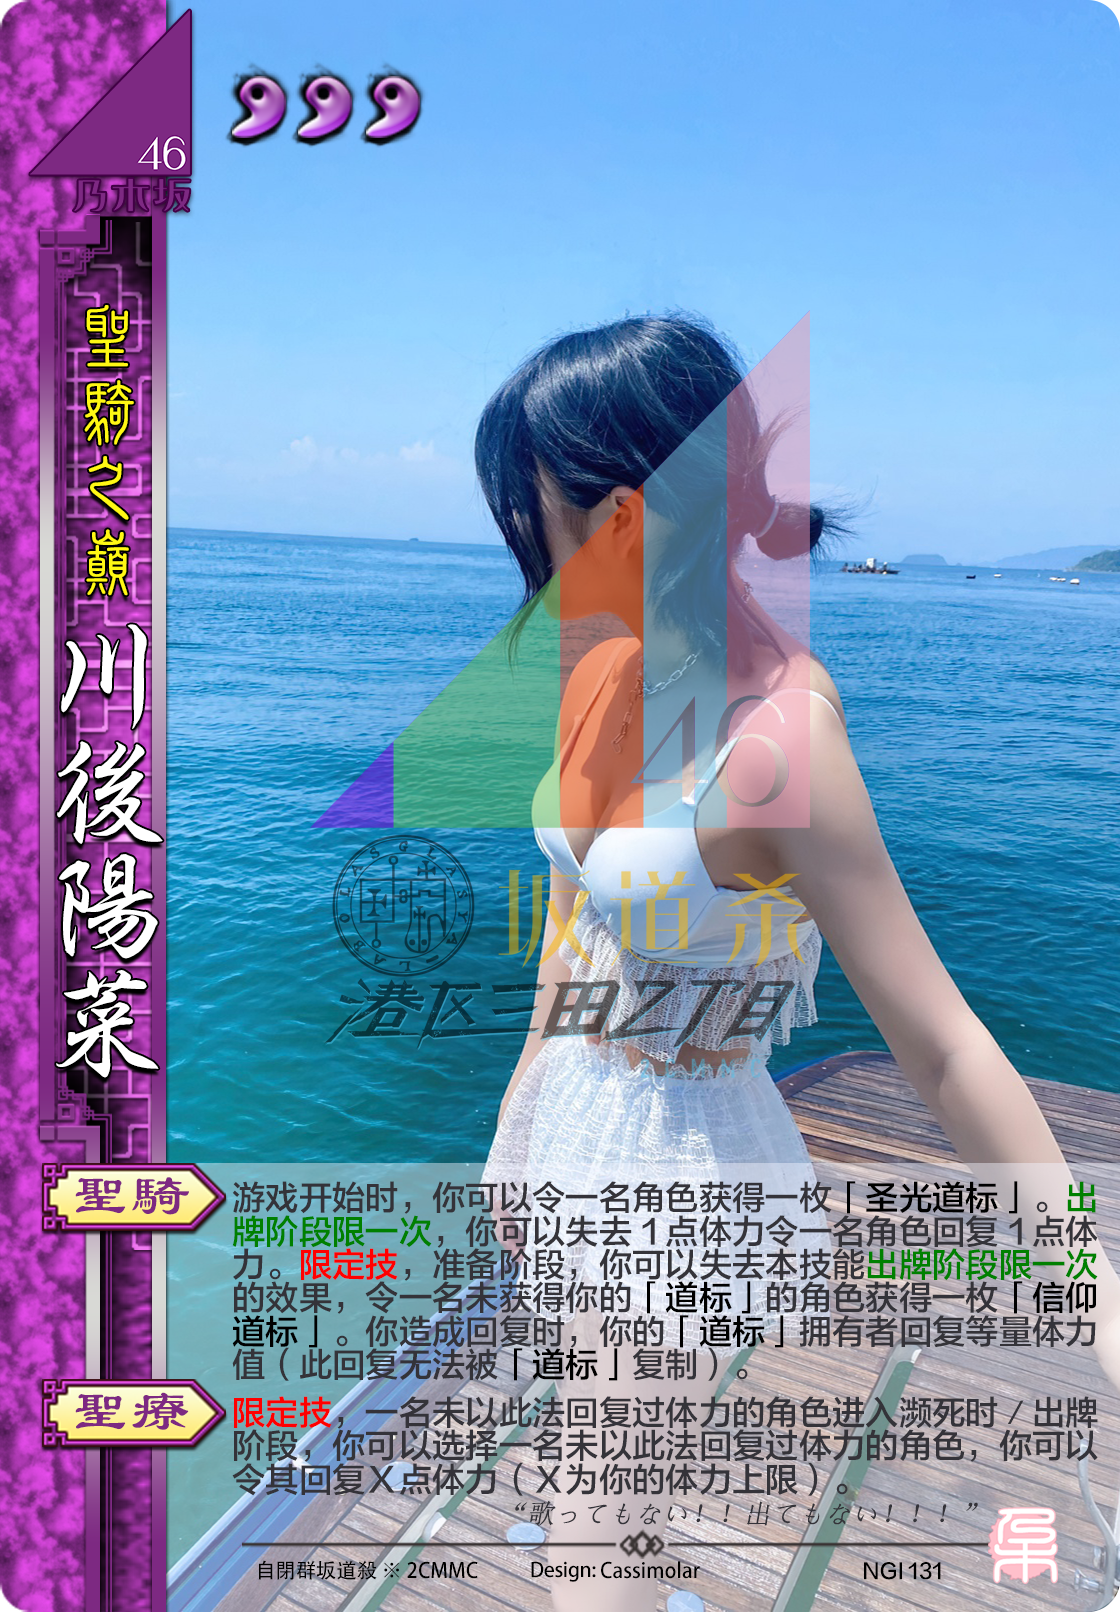 46
乃木坂
聖騎之巔
川後陽菜
46
坂道杀
港区三田2丁目
聖騎
游戏开始时，你可以令一名角色获得一枚「圣光道标」。出
牌阶段限一次，你可以失去１点体力令一名角色回复１点体
力。限定技，准备阶段，你可以失去本技能出牌阶段限一次
的效果，令一名未获得你的「道标」的角色获得一枚「信仰
道标」。你造成回复时，你的「道标」拥有者回复等量体力
值（此回复无法被「道标」复制）。
聖療
限定技，一名未以此法回复过体力的角色进入濒死时／出牌
阶段，你可以选择一名未以此法回复过体力的角色，你可以
令其回复Ｘ点体力（Ｘ为你的体力上限）。
“歌ってもない！！出てもない！！！”
自閉群坂道殺 ※ 2CMMC
Design: Cassimolar
NGI 131